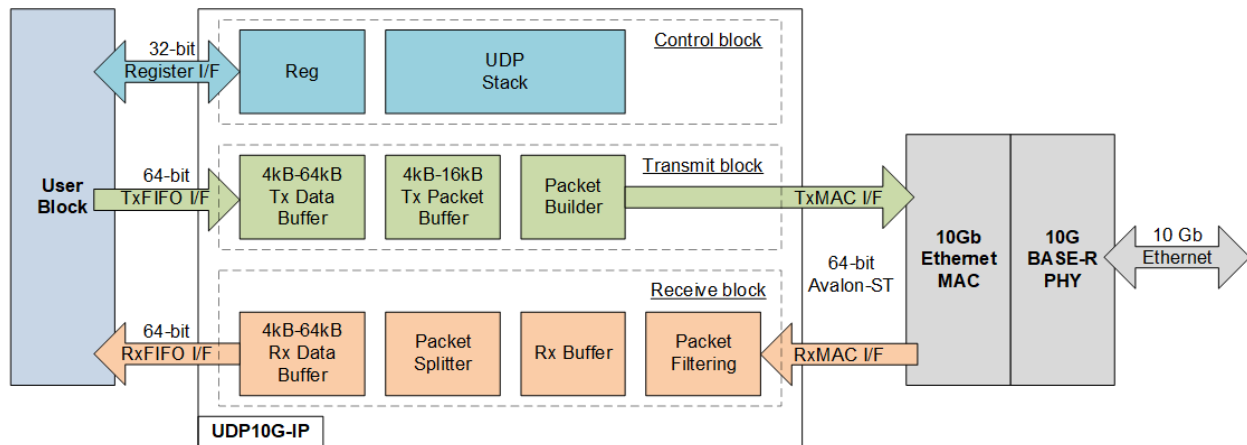 Control block
32-bit
Register I/F
Reg
UDP
Stack
Transmit block
User
Block
64-bit
TxFIFO I/F
4kB-64kB
Tx Data
Buffer
4kB-16kB
Tx Packet
Buffer
Packet
Builder
TxMAC I/F
10Gb
Ethernet
MAC
10G
BASE-R
PHY
10 Gb
Ethernet
64-bit
Avalon-ST
Receive block
64-bit
RxFIFO I/F
4kB-64kB
Rx Data
Buffer
Packet
Splitter
Rx Buffer
Packet
Filtering
RxMAC I/F
UDP10G-IP